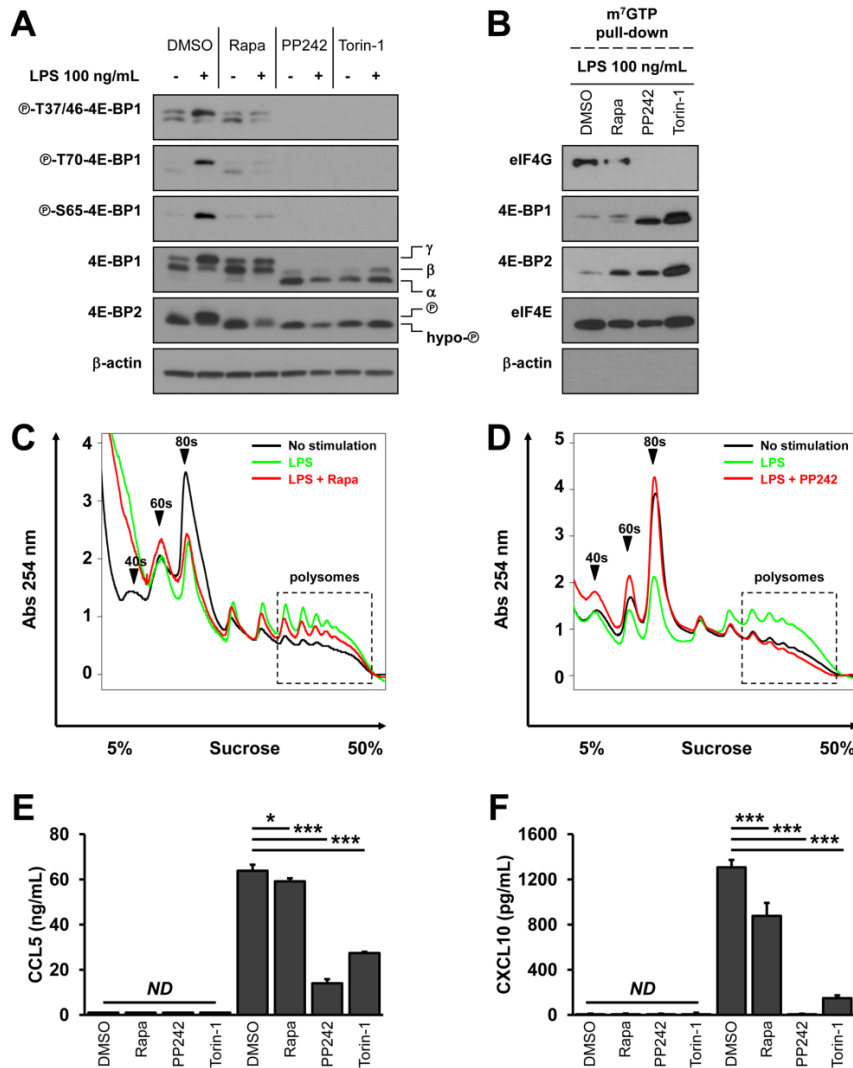 A
DMSO Rapa PP242 Torin-1
LPS 100 ng/mL - + - + - + - +
Ⓟ-T37/46-4E-BP1
Ⓟ-T70-4E-BP1
Ⓟ-S65-4E-BP1
4E-BP1 γ
β
α
4E-BP2 Ⓟ
hypo-Ⓟ
β-actin
B
m⁷GTP
pull-down
LPS 100 ng/mL
DMSO Rapa PP242 Torin-1
eIF4G
4E-BP1
4E-BP2
eIF4E
β-actin
C
Abs 254 nm
4
3
2
1
0
40s
60s
80s
No stimulation
LPS
LPS + Rapa
polysomes
5% Sucrose 50%
D
Abs 254 nm
5
4
3
2
1
0
40s
60s
80s
No stimulation
LPS
LPS + PP242
polysomes
5% Sucrose 50%
E
CCL5 (ng/mL)
80
60
40
20
0
ND
*
***
***
DMSO Rapa PP242 Torin-1 DMSO Rapa PP242 Torin-1
F
CXCL10 (pg/mL)
1600
1200
800
400
0
ND
***
***
***
DMSO Rapa PP242 Torin-1 DMSO Rapa PP242 Torin-1